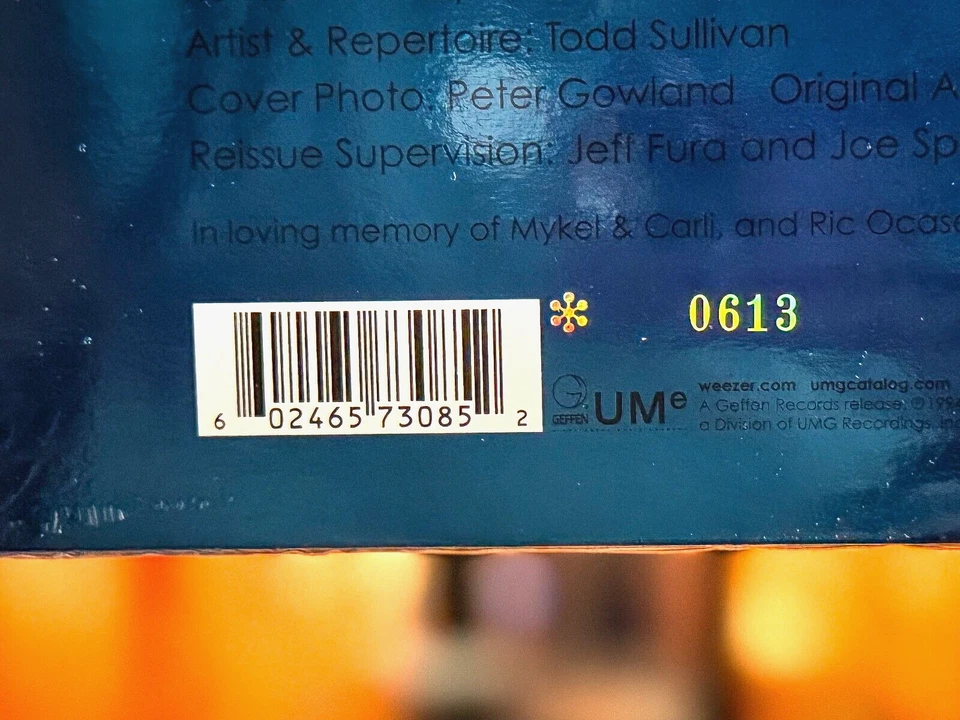 Artist & Repertoire: Todd Sullivan
Cover Photo: Peter Gowland Original
Reissue Supervision: Jeff Fura and Joe
In loving memory of Mykel & Carli, and Ric
0613
6 02465 73085 2
GEFFEN UMe
weezer.com umgcatalog.com
A Geffen Records release.
a Division of UMG Recordings,